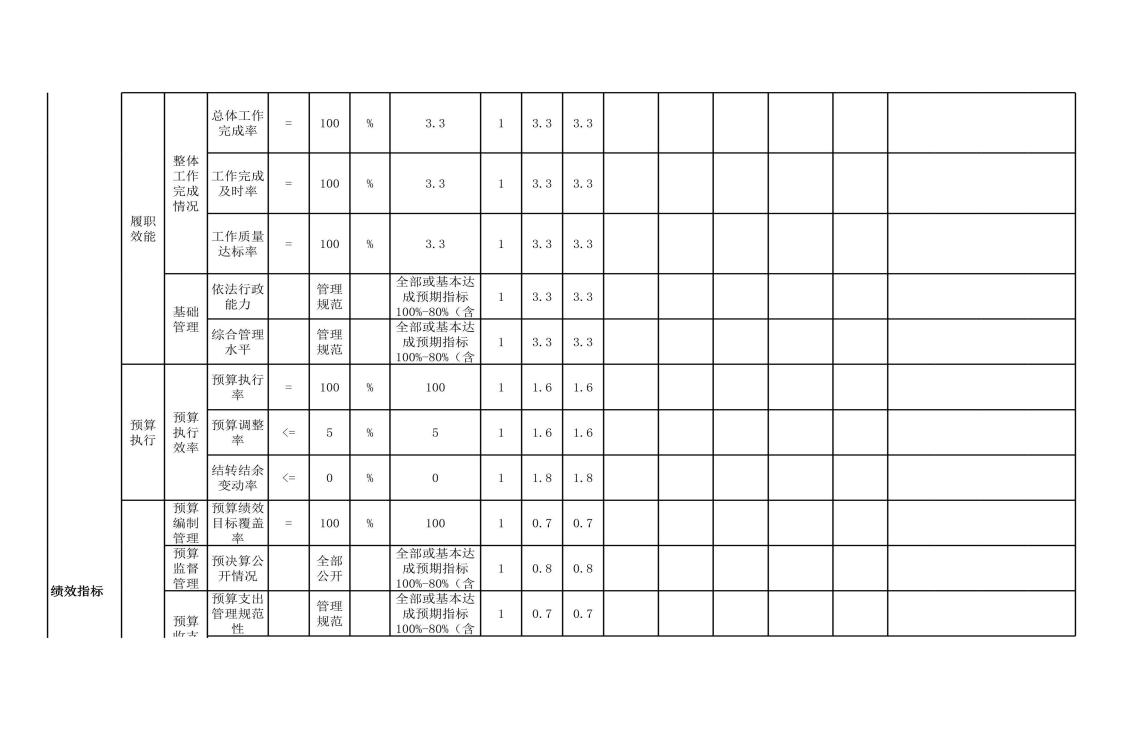 总体工作
完成率
=
100
%
3.3
1
3.3
3.3
整体
工作
完成
情况
工作完成
及时率
=
100
%
3.3
1
3.3
3.3
履职
效能
工作质量
达标率
=
100
%
3.3
1
3.3
3.3
基础
管理
依法行政
能力
管理
规范
全部或基本达
成预期指标
100%-80%（含
1
3.3
3.3
综合管理
水平
管理
规范
全部或基本达
成预期指标
100%-80%（含
1
3.3
3.3
预算
执行
预算
执行
效率
预算执行
率
=
100
%
100
1
1.6
1.6
预算调整
率
<=
5
%
5
1
1.6
1.6
结转结余
变动率
<=
0
%
0
1
1.8
1.8
预算
编制
管理
预算绩效
目标覆盖
率
=
100
%
100
1
0.7
0.7
预算
监督
管理
预决算公
开情况
全部
公开
全部或基本达
成预期指标
100%-80%（含
1
0.8
0.8
绩效指标
预算
收支
预算支出
管理规范
性
管理
规范
全部或基本达
成预期指标
100%-80%（含
1
0.7
0.7